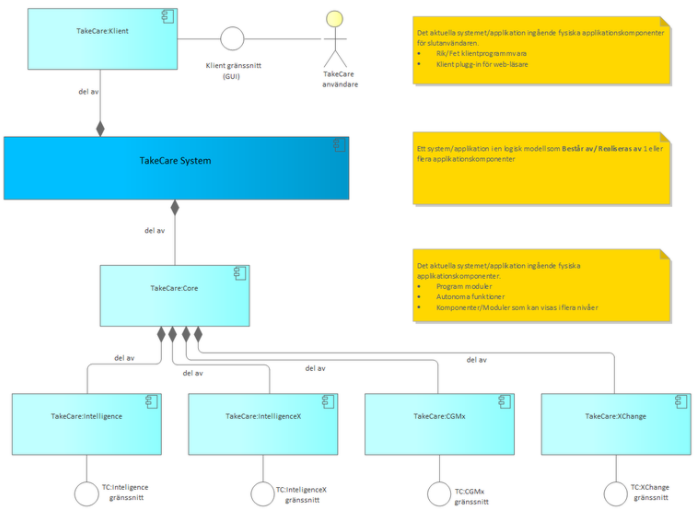 TakeCare:Klient
Klient gränssnitt
(GUI)
TakeCare
användare
Det aktuella systemet/applikation ingående fysiska applikationskomponenter
för slutanvändaren.
• Rik/Fet klientprogramvara
• Klient plugg-in för web-läsare
del av
TakeCare System
Ett system/applikation i en logisk modell som Består av/Realiseras av 1 eller
flera applikationskomponenter
del av
TakeCare:Core
Det aktuella systemet/applikation ingående fysiska
applikationskomponenter.
• Program moduler
• Autonoma funktioner
• Komponenter/Moduler som kan visas i flera nivåer
del av
del av
del av
del av
TakeCare:Intelligence
TakeCare:IntelligenceX
TakeCare:CGMx
TakeCare:XChange
TC:Inteligence
gränssnitt
TC:InteligenceX
gränssnitt
TC:CGMx
gränssnitt
TC:XChange
gränssnitt